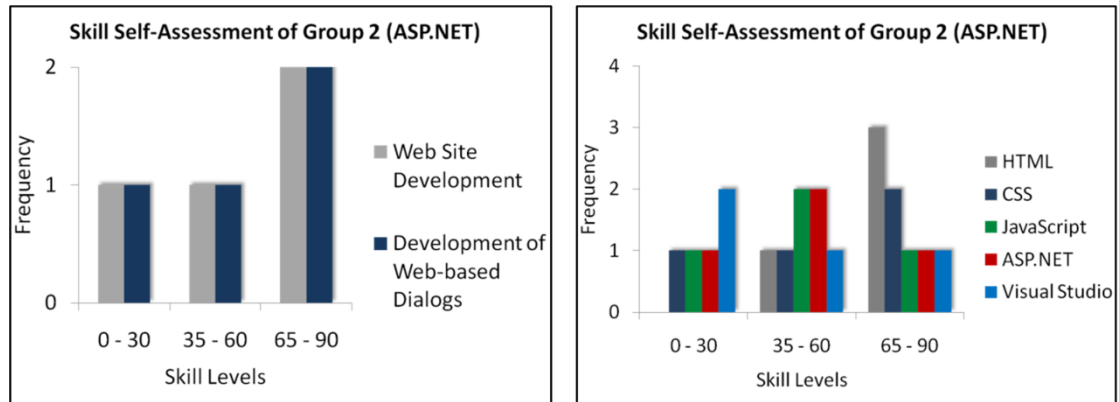 Skill Self-Assessment of Group 2 (ASP.NET)
2
1
0
Frequency
0 - 30
35 - 60
65 - 90
Skill Levels
Web Site
Development
Development of
Web-based
Dialogs
Skill Self-Assessment of Group 2 (ASP.NET)
4
3
2
1
0
Frequency
0 - 30
35 - 60
65 - 90
Skill Levels
HTML
CSS
JavaScript
ASP.NET
Visual Studio